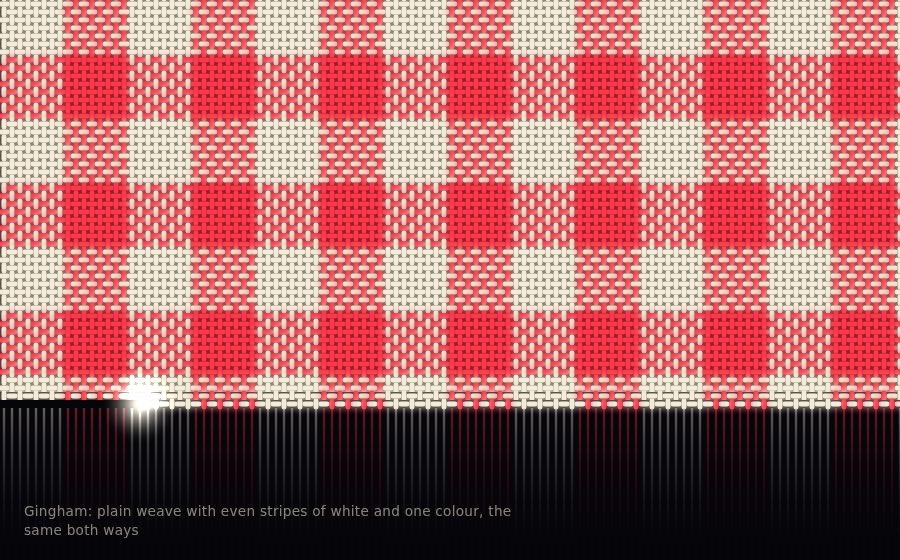 Gingham: plain weave with even stripes of white and one colour, the
same both ways